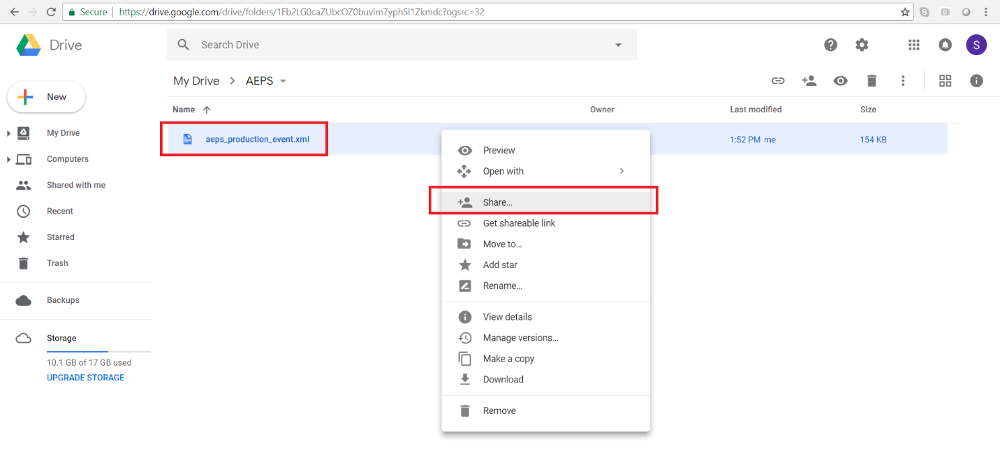 Secure https://drive.google.com/drive/folders/1Fb2LG0caZUbcOZ0buvIm7yphSI1Zkmdc?ogsrc=32
Drive
Search Drive
S
My Drive > AEPS
New
Name Owner Last modified Size
aeps_production_event.xml 1:52 PM me 154 KB
My Drive
Computers
Shared with me
Recent
Starred
Trash
Backups
Storage
10.1 GB of 17 GB used
UPGRADE STORAGE
Preview
Open with
Share...
Get shareable link
Move to...
Add star
Rename...
View details
Manage versions...
Make a copy
Download
Remove